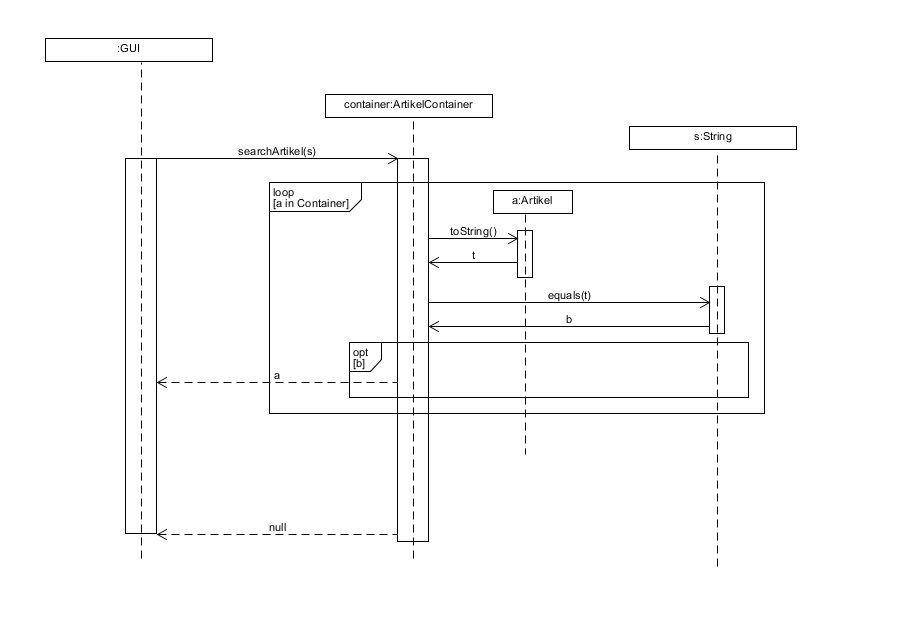 :GUI
container:ArtikelContainer
s:String
searchArtikel(s)
loop
[a in Container]
a:Artikel
toString()
t
equals(t)
b
opt
[b]
a
null